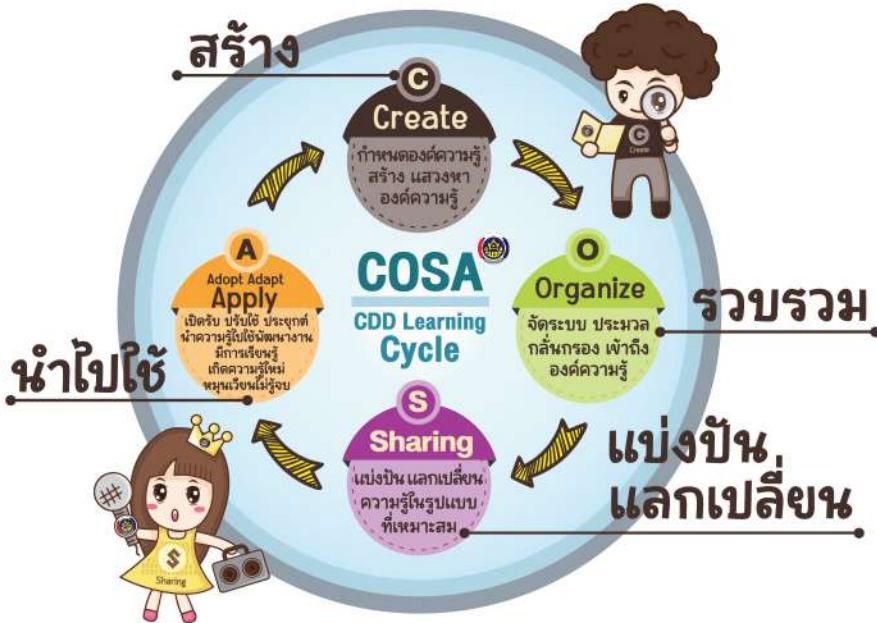 สร้าง
C
Create
กำหนดองค์ความรู้
สร้าง แสวงหา
องค์ความรู้
C
Create
A
Adopt Adapt
Apply
เปิดรับ ปรับใช้ ประยุกต์
นำความรู้ไปใช้พัฒนางาน
มีการเรียนรู้
เกิดความรู้ใหม่
หมุนเวียนไม่รู้จบ
COSA
CDD Learning
Cycle
O
Organize
จัดระบบ ประมวล
กลั่นกรอง เข้าถึง
องค์ความรู้
รวบรวม
นำไปใช้
S
Sharing
แบ่งปัน แลกเปลี่ยน
ความรู้ในรูปแบบ
ที่เหมาะสม
แบ่งปัน
แลกเปลี่ยน
S
Sharing